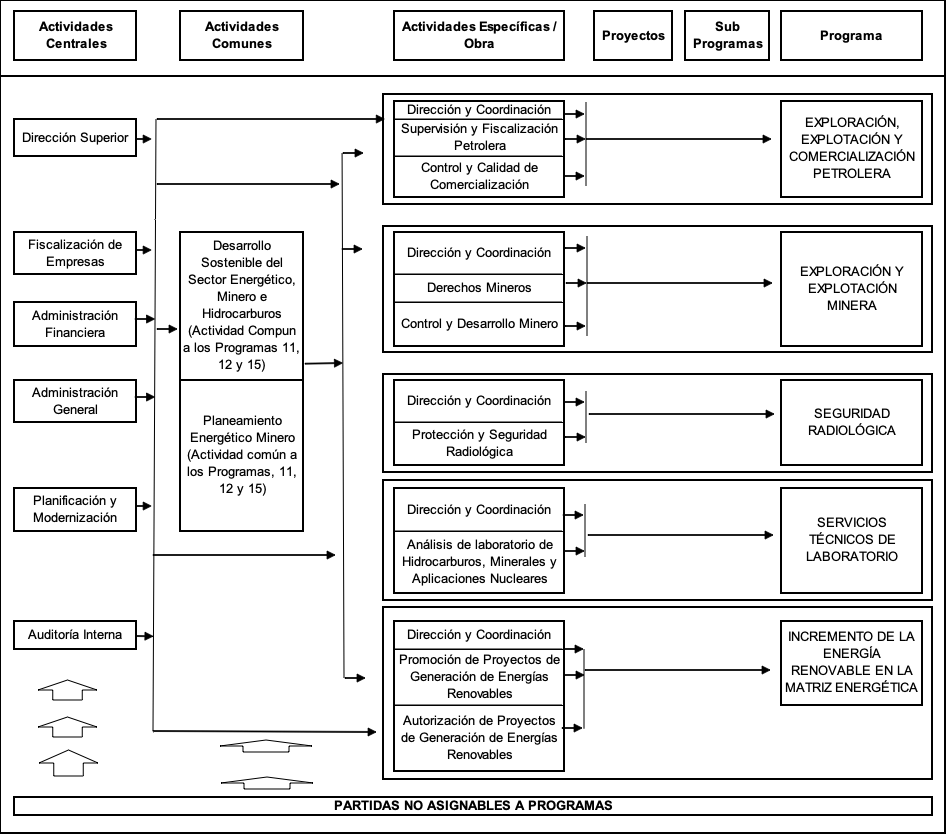 Actividades
Centrales
Actividades
Comunes
Actividades Específicas /
Obra
Proyectos
Sub
Programas
Programa
Dirección Superior
Fiscalización de
Empresas
Administración
Financiera
Administración
General
Planificación y
Modernización
Auditoría Interna
Desarrollo
Sostenible del
Sector Energético,
Minero e
Hidrocarburos
(Actividad Compun
a los Programas 11,
12 y 15)
Planeamiento
Energético Minero
(Actividad común a
los Programas, 11,
12 y 15)
Dirección y Coordinación
Supervisión y Fiscalización
Petrolera
Control y Calidad de
Comercialización
EXPLORACIÓN,
EXPLOTACIÓN Y
COMERCIALIZACIÓN
PETROLERA
Dirección y Coordinación
Derechos Mineros
Control y Desarrollo Minero
EXPLORACIÓN Y
EXPLOTACIÓN
MINERA
Dirección y Coordinación
Protección y Seguridad
Radiológica
SEGURIDAD
RADIOLÓGICA
Dirección y Coordinación
Análisis de laboratorio de
Hidrocarburos, Minerales y
Aplicaciones Nucleares
SERVICIOS
TÉCNICOS DE
LABORATORIO
Dirección y Coordinación
Promoción de Proyectos de
Generación de Energías
Renovables
Autorización de Proyectos
de Generación de Energías
Renovables
INCREMENTO DE LA
ENERGÍA
RENOVABLE EN LA
MATRIZ ENERGÉTICA
PARTIDAS NO ASIGNABLES A PROGRAMAS